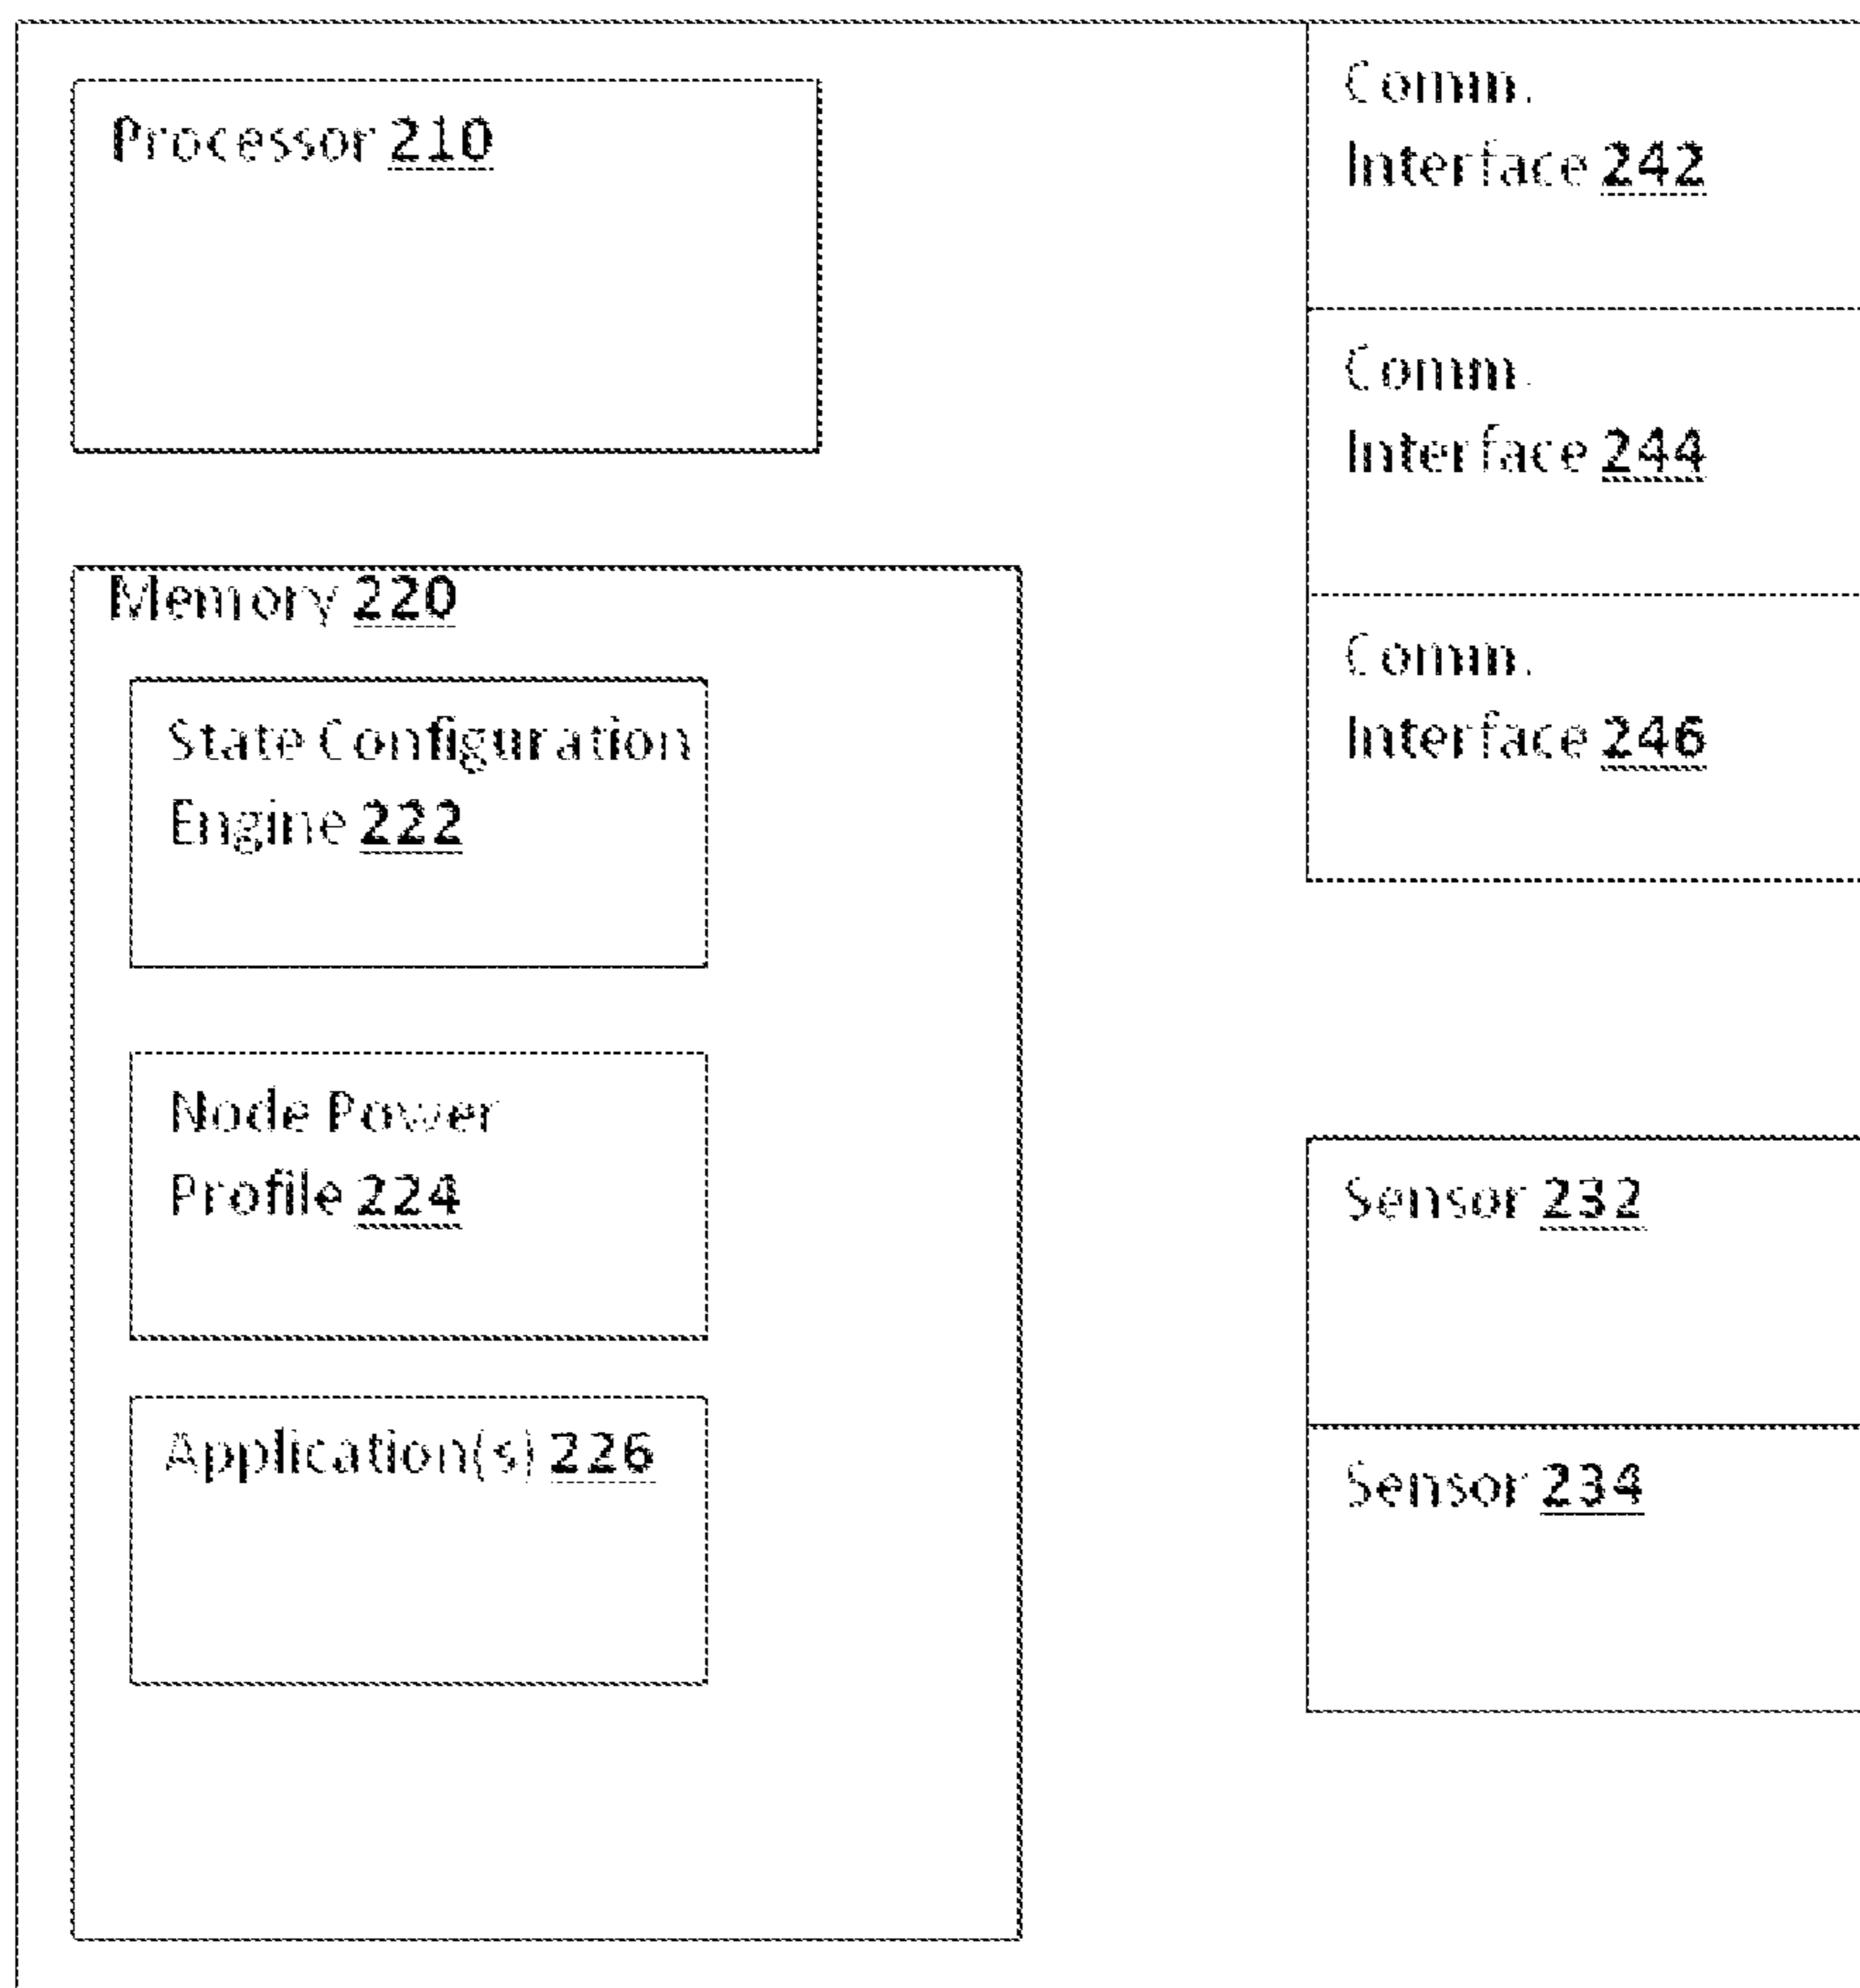 Processor 210
Memory 220
State Configuration
Engine 222
Node Power
Profile 224
Application(s) 226
Comm.
Interface 242
Comm.
Interface 244
Comm.
Interface 246
Sensor 232
Sensor 234